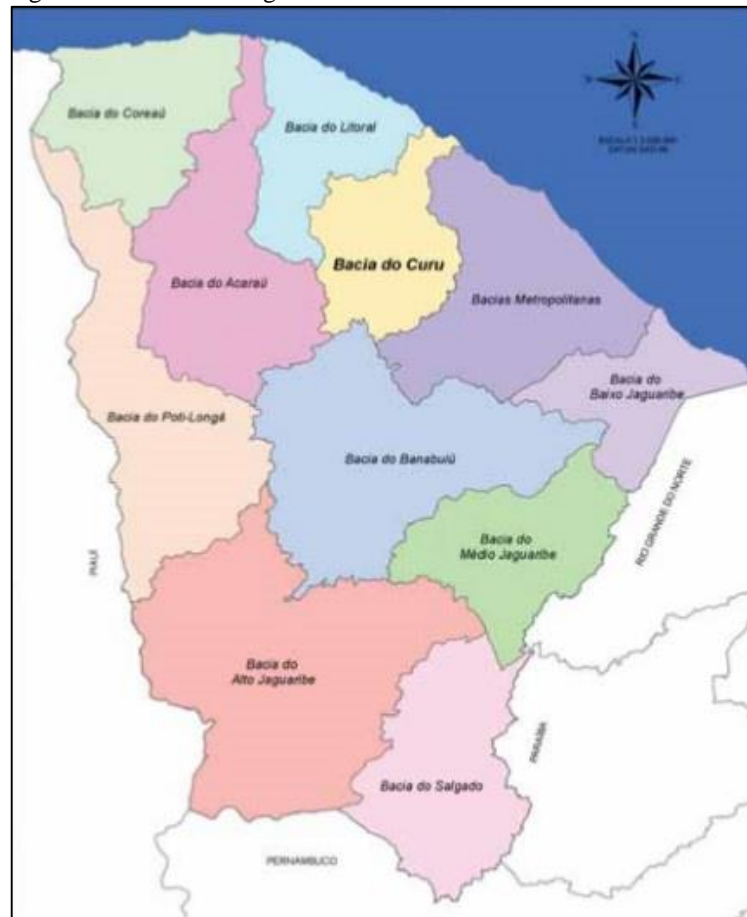 Bacia do Coreaú
Bacia do Litoral
Bacia do Curu
Bacia do Acaraú
Bacias Metropolitanas
Bacia do
Baixo Jaguaribe
Bacia do Poti-Longá
Bacia do Banabuiú
RIO GRANDE DO NORTE
PIAUÍ
Bacia do
Médio Jaguaribe
Bacia do
Alto Jaguaribe
PARAÍBA
Bacia do Salgado
PERNAMBUCO